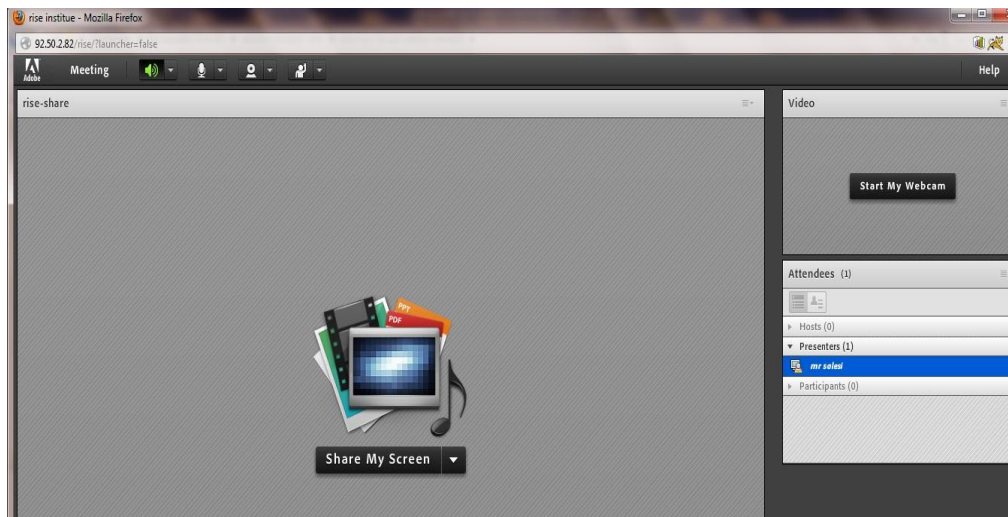 rise institue - Mozilla Firefox
92.50.2.82/rise/?launcher=false
Adobe
Meeting
Help
rise-share
Video
Start My Webcam
Attendees (1)
Hosts (0)
Presenters (1)
mr salesi
Participants (0)
PPT
PDF
Share My Screen